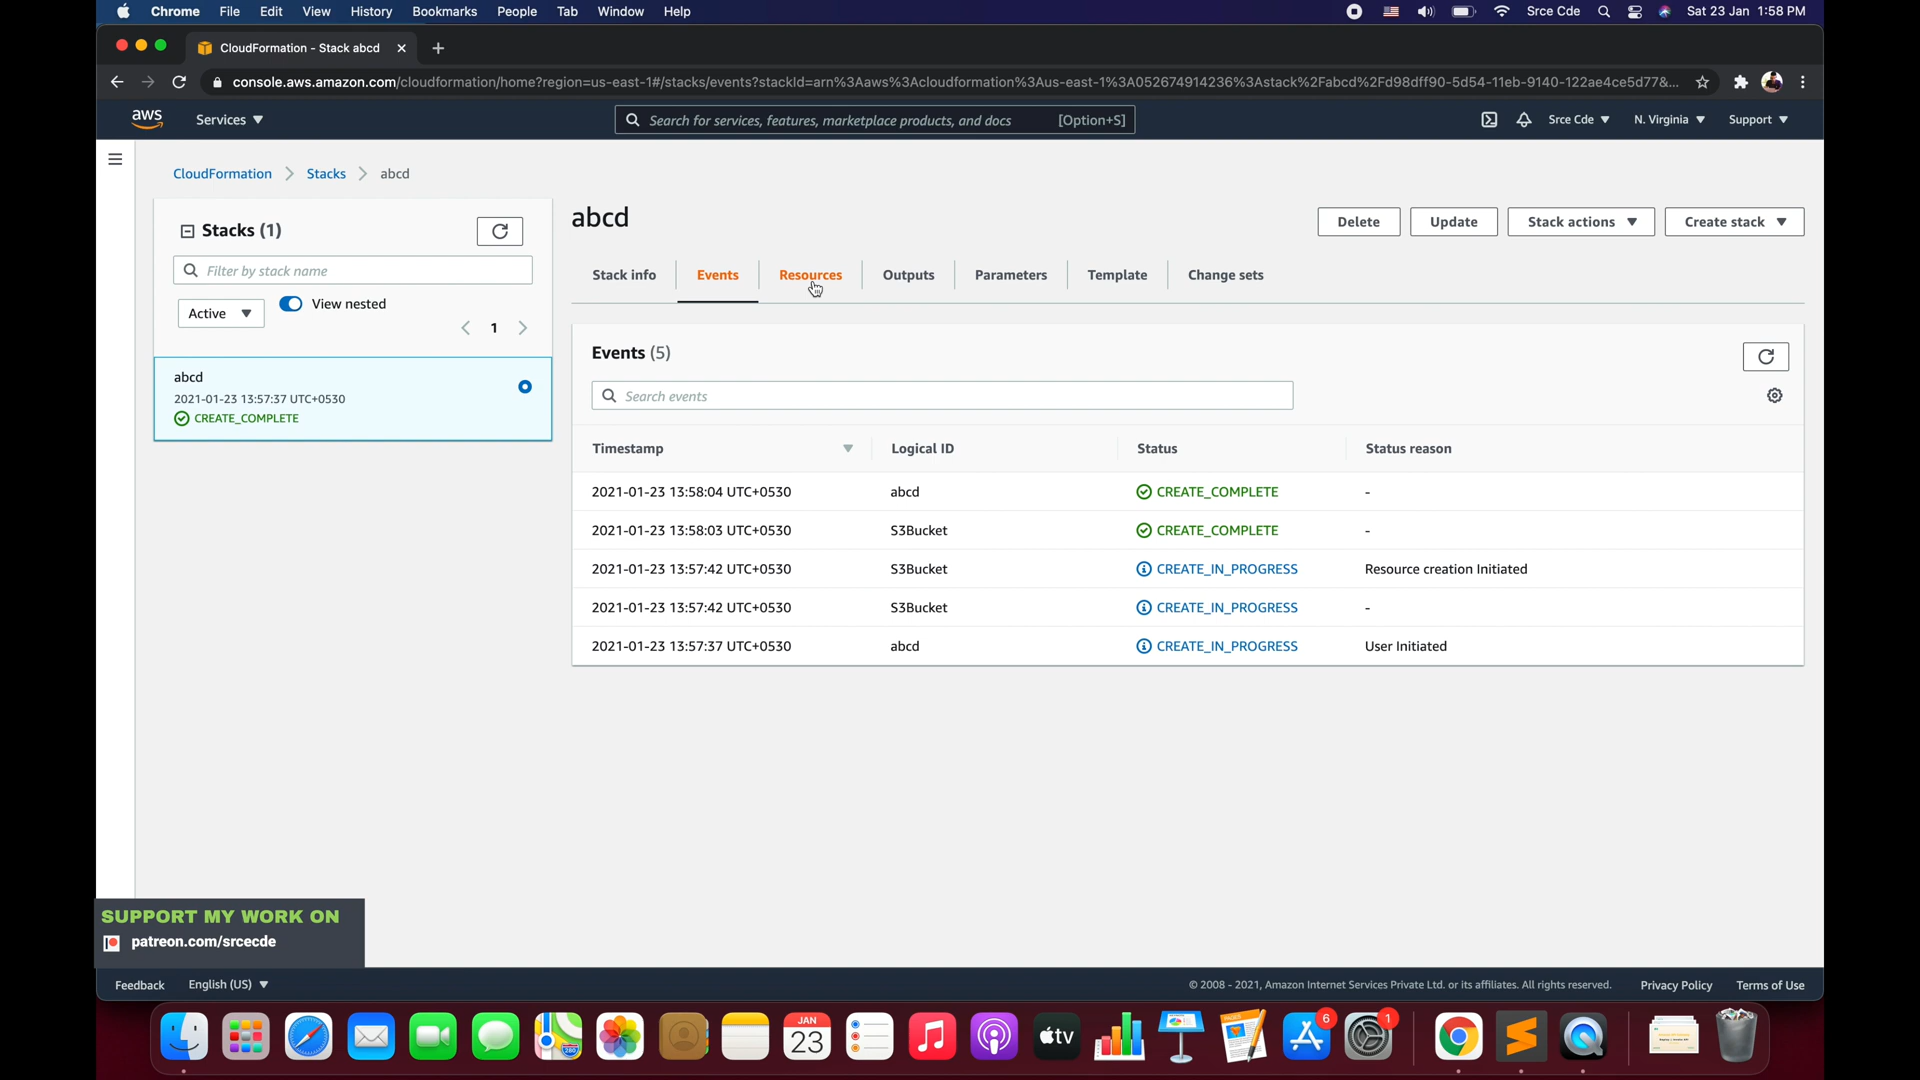 Chrome File Edit View History Bookmarks People Tab Window Help Srce Cde Sat 23 Jan 1:58 PM
CloudFormation - Stack abcd
console.aws.amazon.com/cloudformation/home?region=us-east-1#/stacks/events?stackId=arn%3Aaws%3Acloudformation%3Aus-east-1%3A052674914236%3Astack%2Fabcd%2Fd98dff90-5d54-11eb-9140-122ae4ce5d77&...
aws Services Search for services, features, marketplace products, and docs [Option+S] Srce Cde N. Virginia Support
CloudFormation Stacks abcd
Stacks (1)
Filter by stack name
Active View nested
1
abcd
2021-01-23 13:57:37 UTC+0530
CREATE_COMPLETE
abcd
Delete Update Stack actions Create stack
Stack info Events Resources Outputs Parameters Template Change sets
Events (5)
Search events
Timestamp Logical ID Status Status reason
2021-01-23 13:58:04 UTC+0530 abcd CREATE_COMPLETE -
2021-01-23 13:58:03 UTC+0530 S3Bucket CREATE_COMPLETE -
2021-01-23 13:57:42 UTC+0530 S3Bucket CREATE_IN_PROGRESS Resource creation Initiated
2021-01-23 13:57:42 UTC+0530 S3Bucket CREATE_IN_PROGRESS -
2021-01-23 13:57:37 UTC+0530 abcd CREATE_IN_PROGRESS User Initiated
SUPPORT MY WORK ON
patreon.com/srcecde
Feedback English (US) © 2008 - 2021, Amazon Internet Services Private Ltd. or its affiliates. All rights reserved. Privacy Policy Terms of Use
JAN
23
tv
PAGES
6
1